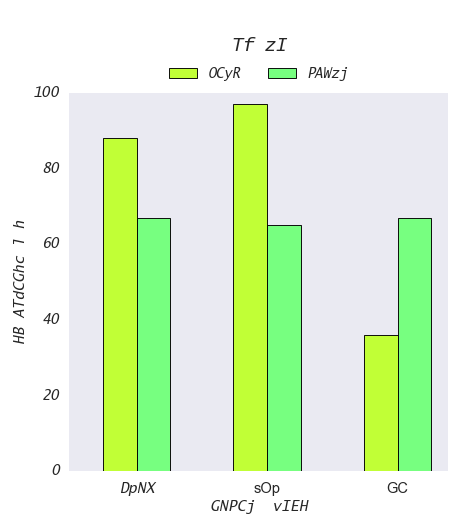 Tf zI
OCyR PAWzj
100
80
60
40
20
0
HB ATdCGhc l h
DpNX sOp GC
GNPCj vIEH